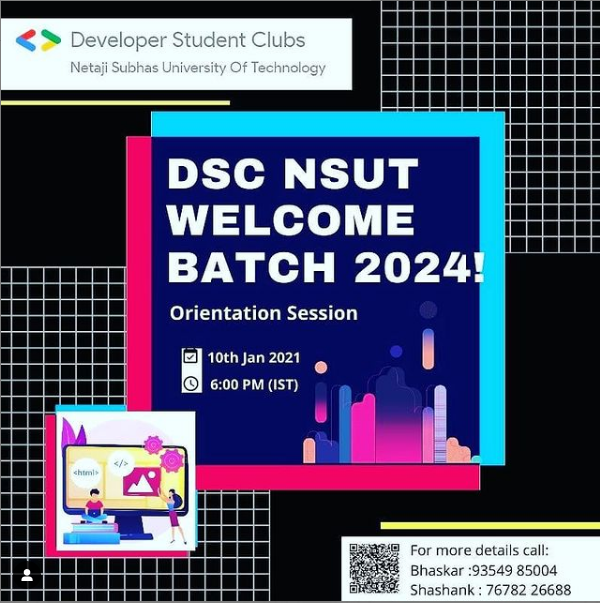 Developer Student Clubs
Netaji Subhas University Of Technology
DSC NSUT
WELCOME
BATCH 2024!
Orientation Session
10th Jan 2021
6:00 PM (IST)
<html>
</>
For more details call:
Bhaskar :93549 85004
Shashank : 76782 26688